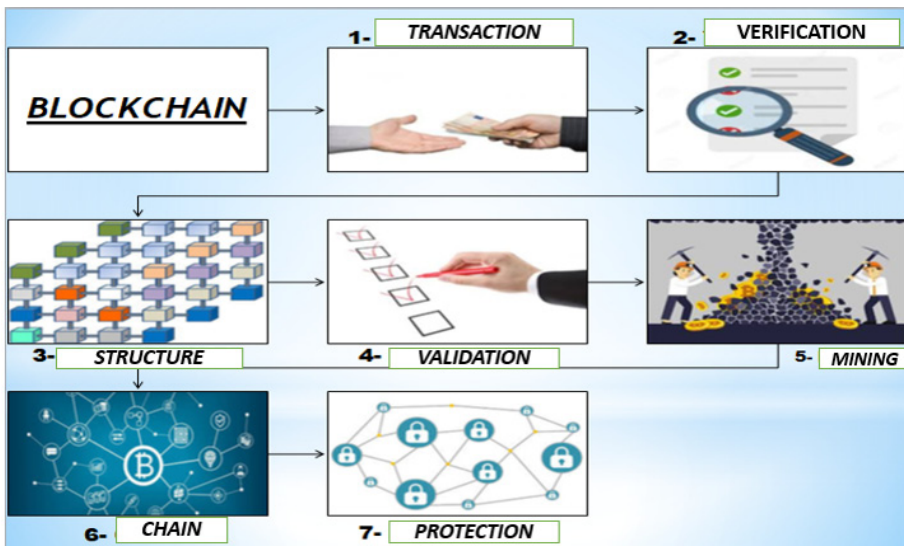 1- TRANSACTION
2- VERIFICATION
BLOCKCHAIN
3- STRUCTURE
4- VALIDATION
5- MINING
6- CHAIN
7- PROTECTION